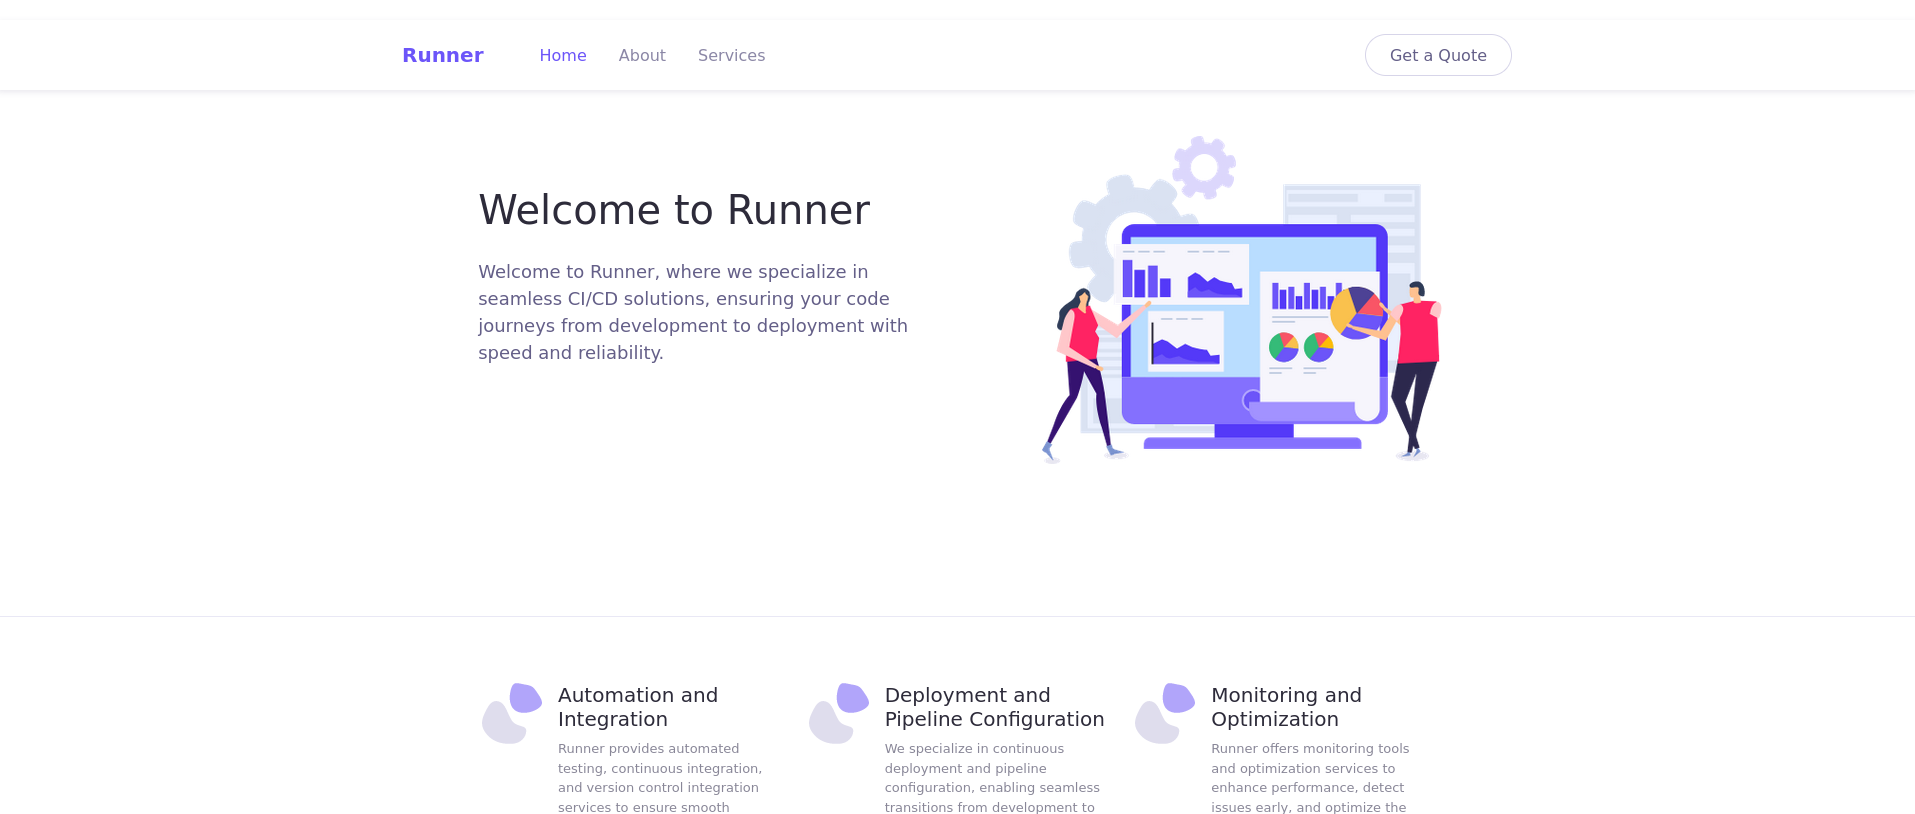 Runner Home About Services Get a Quote
Welcome to Runner
Welcome to Runner, where we specialize in
seamless CI/CD solutions, ensuring your code
journeys from development to deployment with
speed and reliability.
Automation and
Integration
Runner provides automated
testing, continuous integration,
and version control integration
services to ensure smooth
Deployment and
Pipeline Configuration
We specialize in continuous
deployment and pipeline
configuration, enabling seamless
transitions from development to
Monitoring and
Optimization
Runner offers monitoring tools
and optimization services to
enhance performance, detect
issues early, and optimize the